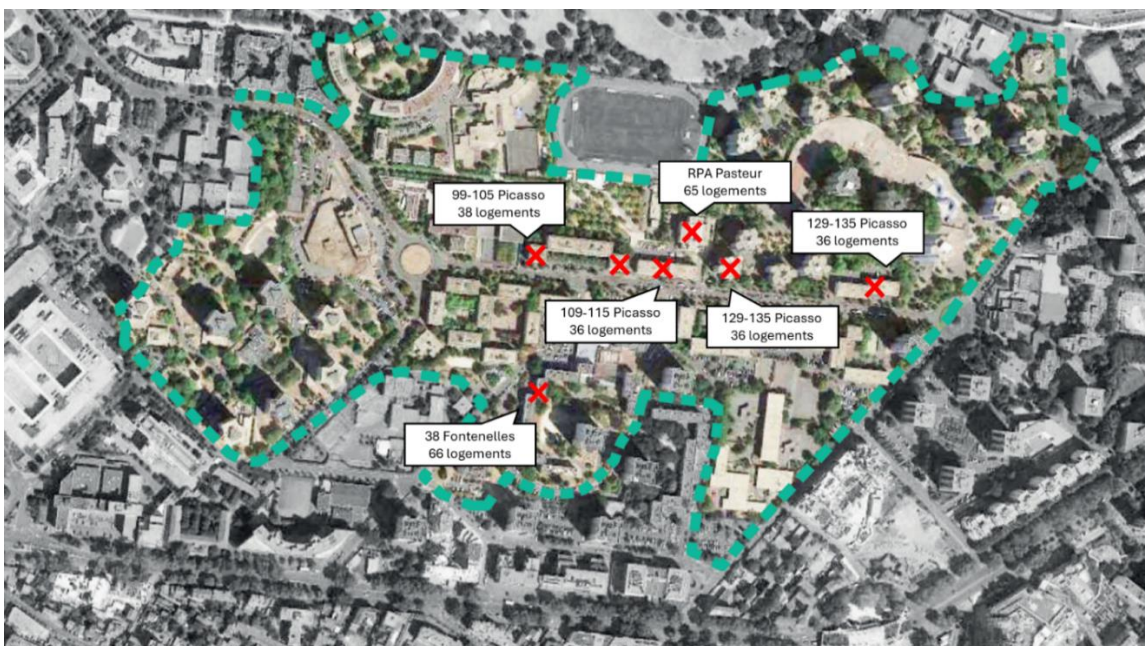 RPA Pasteur
65 logements
99-105 Picasso
38 logements
129-135 Picasso
36 logements
109-115 Picasso
36 logements
129-135 Picasso
36 logements
38 Fontenelles
66 logements